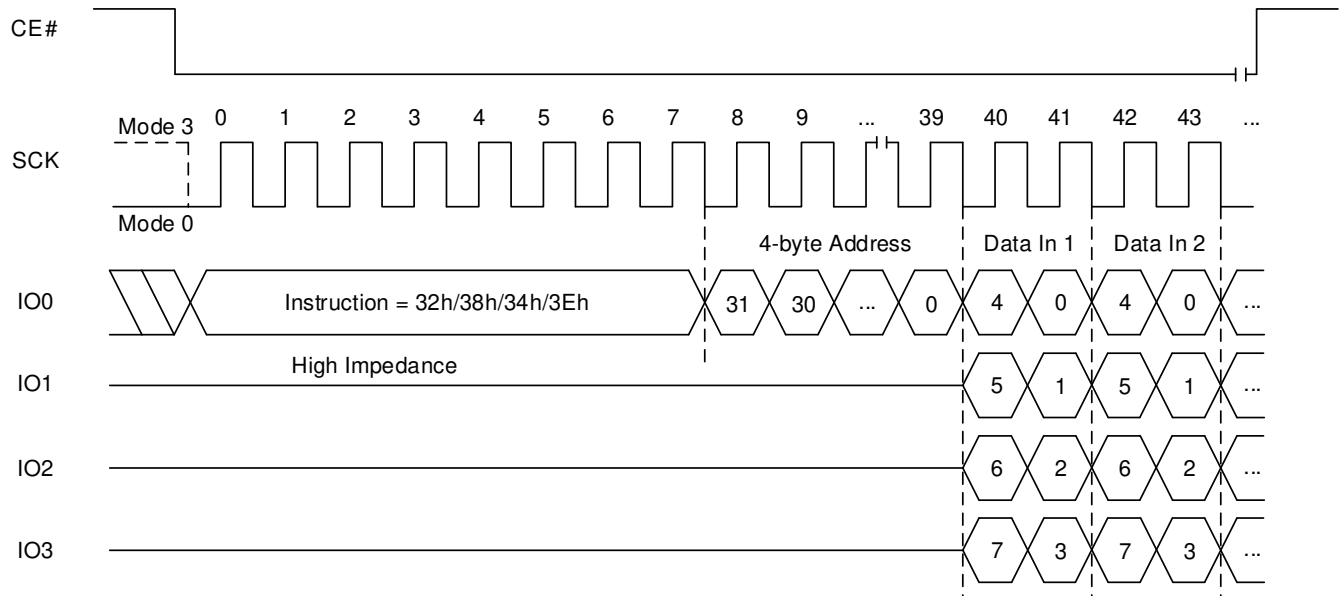 CE#
Mode 3 0 1 2 3 4 5 6 7 8 9 ... 39 40 41 42 43 ...
SCK
Mode 0
4-byte Address Data In 1 Data In 2
IO0 Instruction = 32h/38h/34h/3Eh 31 30 ... 0 4 0 4 0 ...
High Impedance
IO1 5 1 5 1 ...
IO2 6 2 6 2 ...
IO3 7 3 7 3 ...